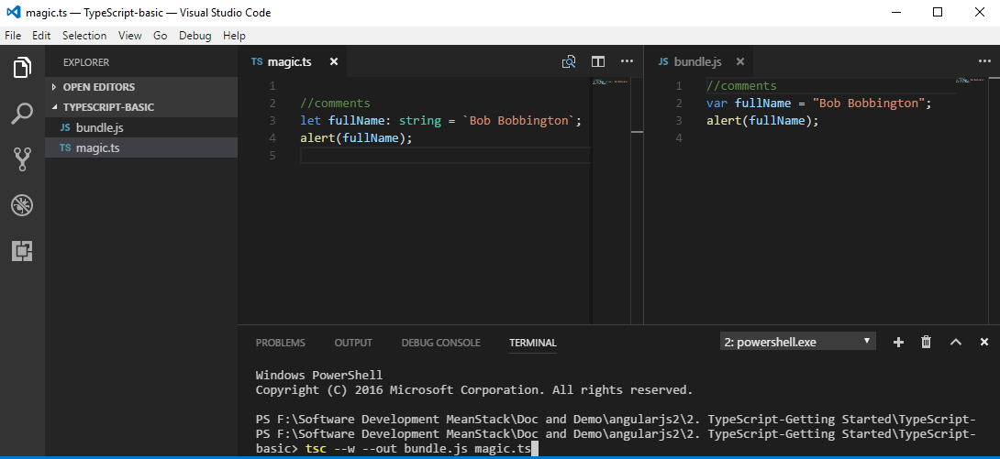 magic.ts — TypeScript-basic — Visual Studio Code
File Edit Selection View Go Debug Help
EXPLORER
OPEN EDITORS
TYPESCRIPT-BASIC
JS bundle.js
TS magic.ts
TS magic.ts
1
2 //comments
3 let fullName: string = `Bob Bobbington`;
4 alert(fullName);
5
JS bundle.js
1 //comments
2 var fullName = "Bob Bobbington";
3 alert(fullName);
4
PROBLEMS OUTPUT DEBUG CONSOLE TERMINAL 2: powershell.exe
Windows PowerShell
Copyright (C) 2016 Microsoft Corporation. All rights reserved.
PS F:\Software Development MeanStack\Doc and Demo\angularjs2\2. TypeScript-Getting Started\TypeScript-
PS F:\Software Development MeanStack\Doc and Demo\angularjs2\2. TypeScript-Getting Started\TypeScript-
basic> tsc --w --out bundle.js magic.ts